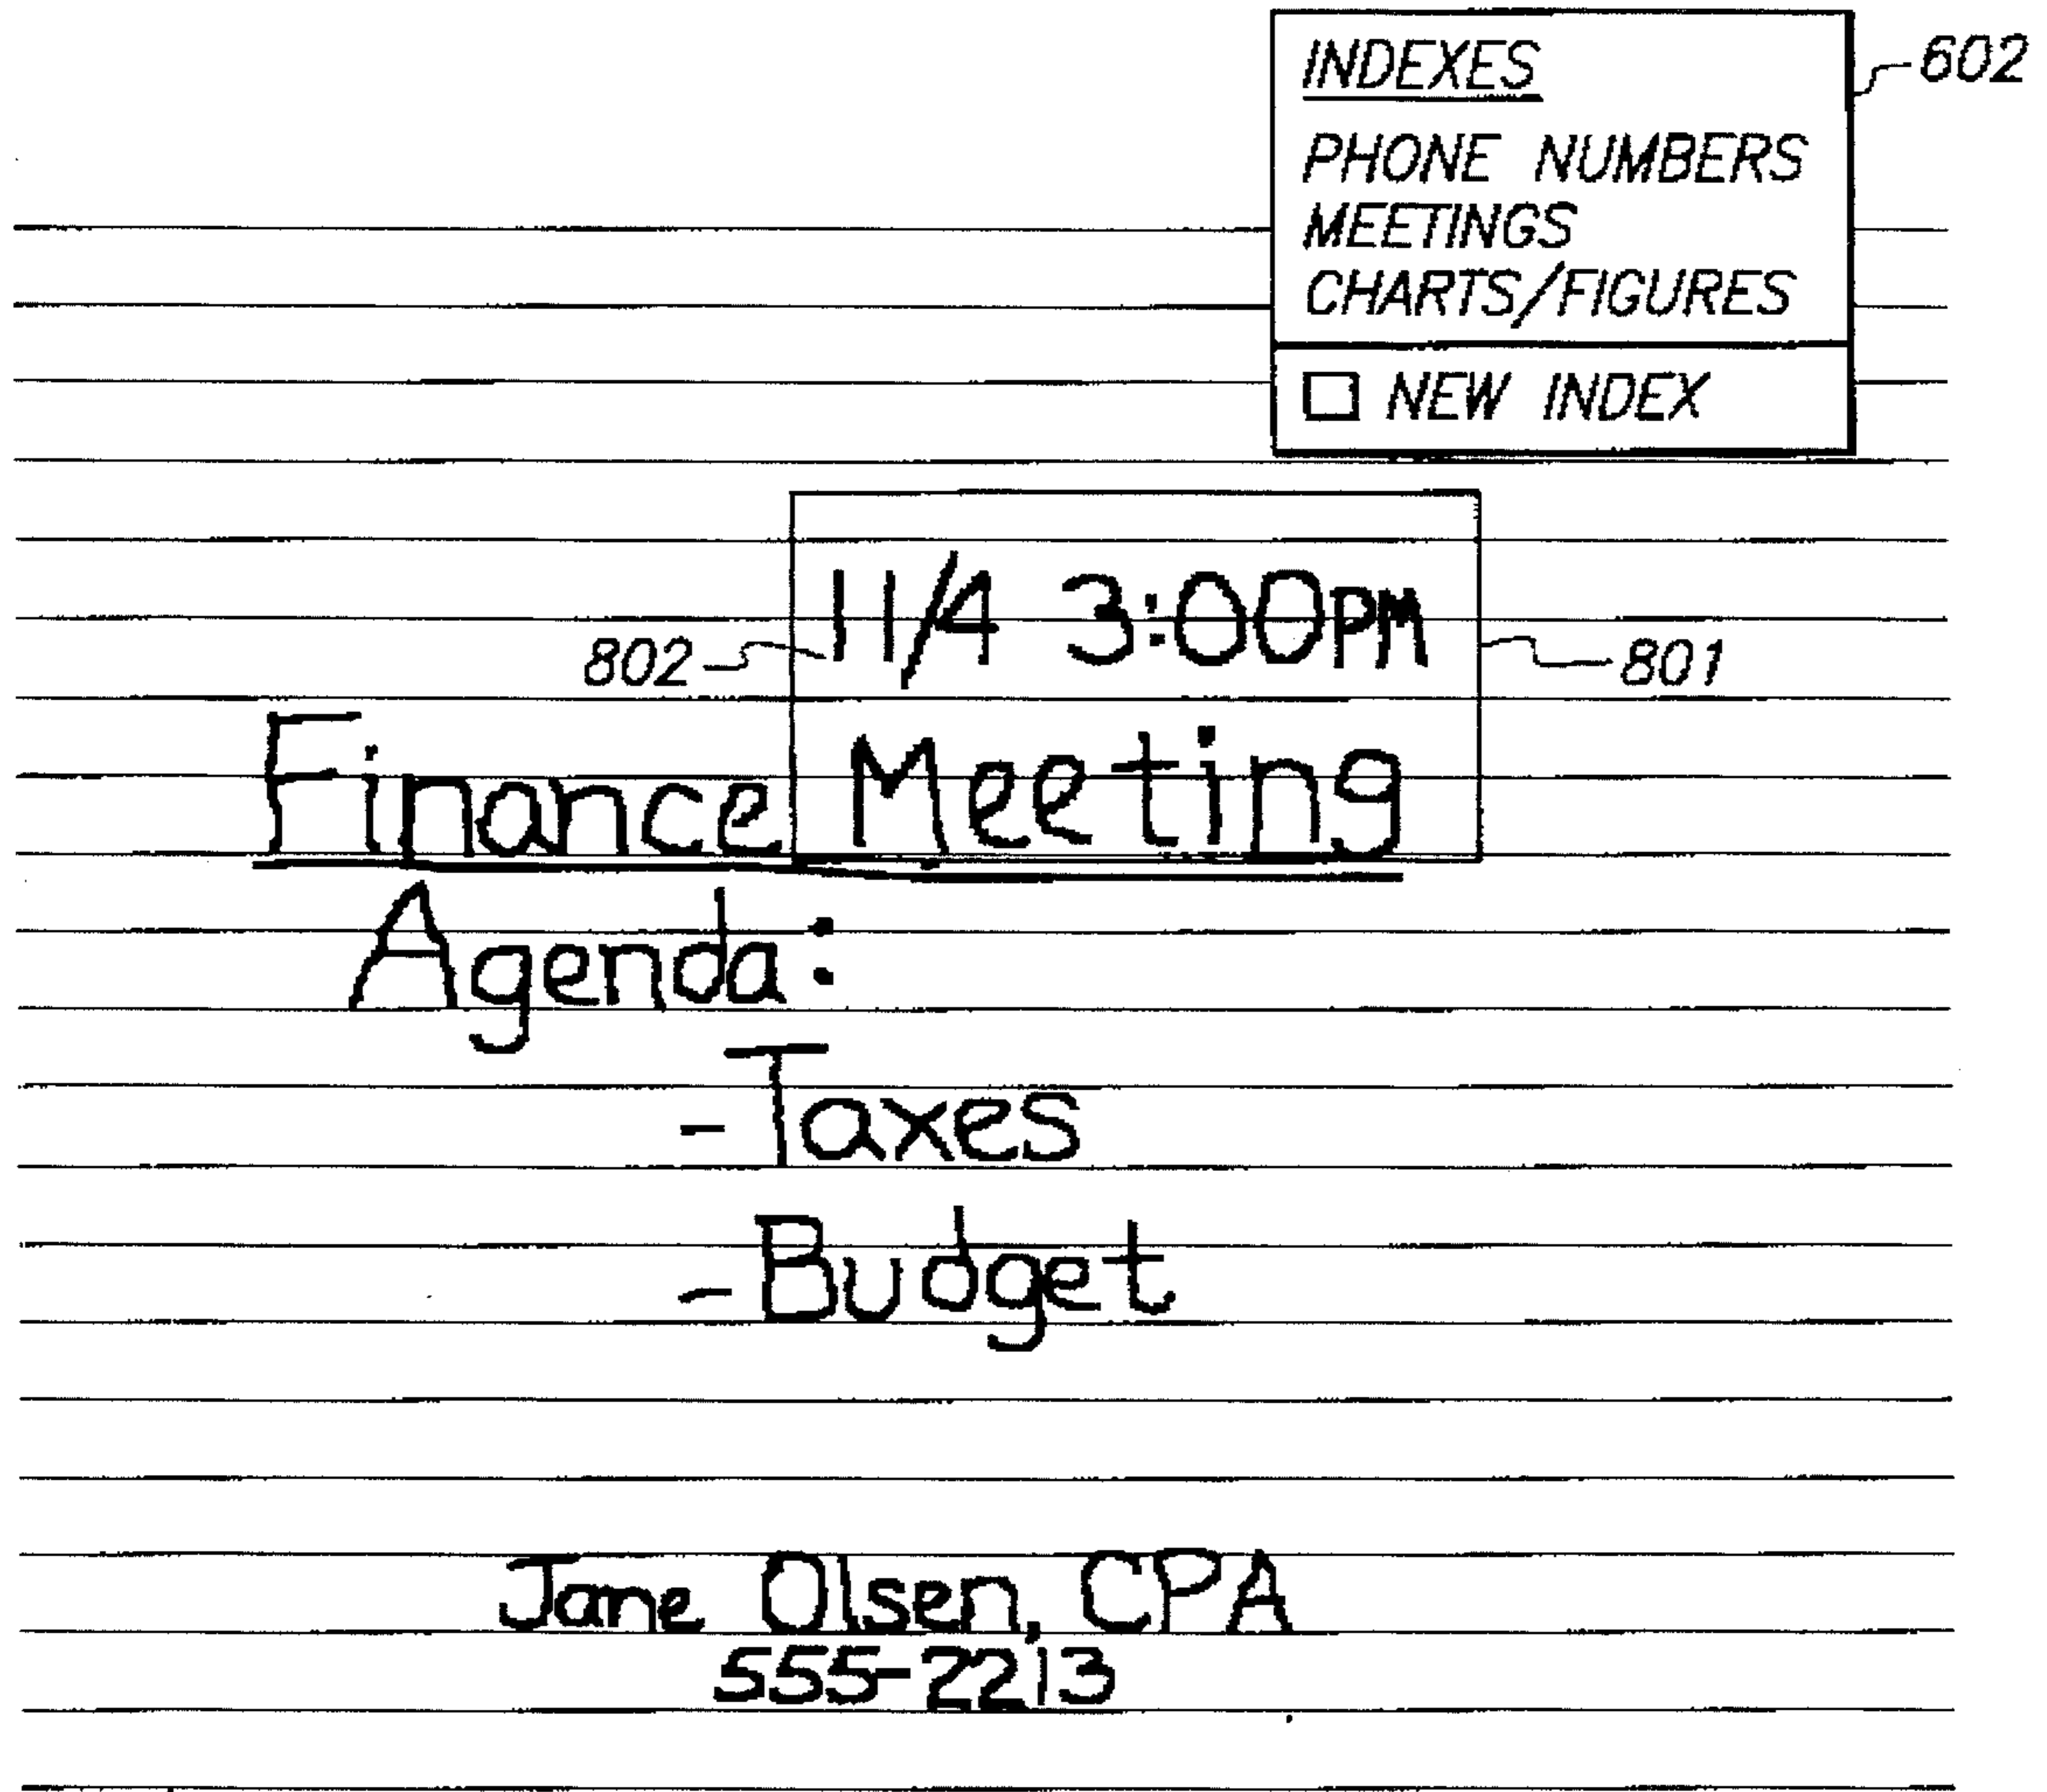 INDEXES
602
PHONE NUMBERS
MEETINGS
CHARTS/FIGURES
NEW INDEX
11/4 3:00PM
802
801
Finance Meeting
Agenda:
-Taxes
-Budget
Jane Olsen, CPA
555-2213